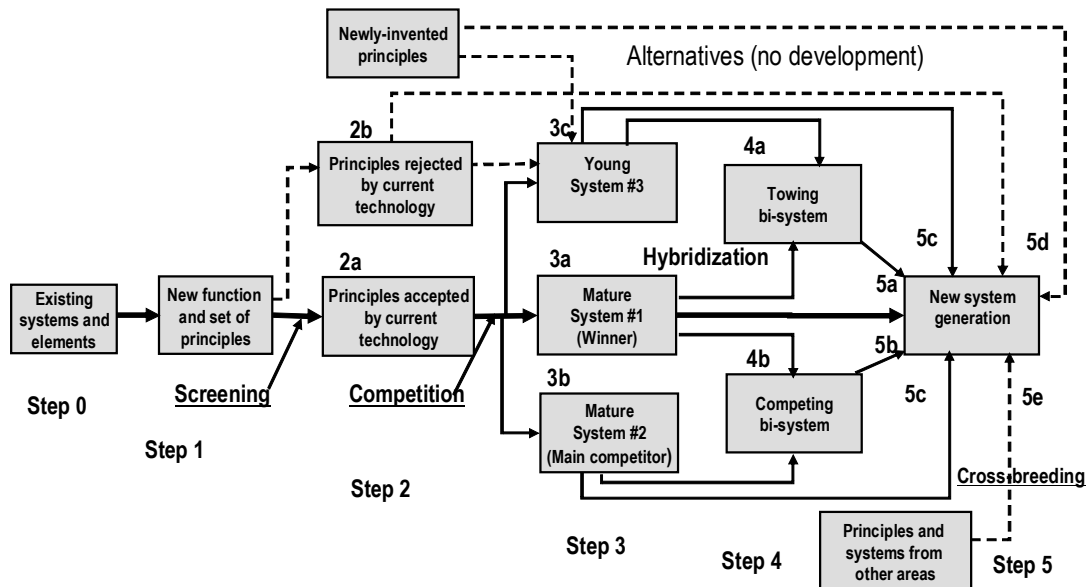 Newly-invented
principles
Alternatives (no development)
2b
3c
4a
Principles rejected
by current
technology
Young
System #3
Towing
bi-system
5c
5d
2a
3a
Hybridization
5a
Existing
systems and
elements
New function
and set of
principles
Principles accepted
by current
technology
Mature
System #1
(Winner)
New system
generation
Screening
Competition
3b
4b
5b
5c
5e
Step 0
Step 1
Step 2
Mature
System #2
(Main competitor)
Competing
bi-system
Cross-breeding
Step 3
Step 4
Principles and
systems from
other areas
Step 5